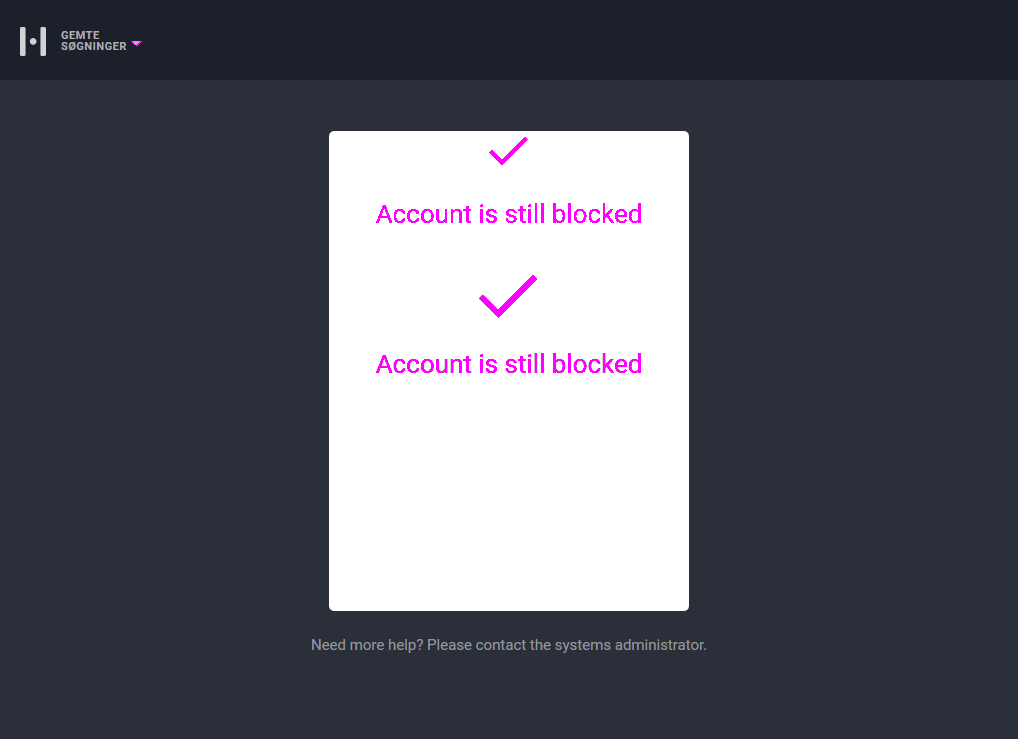 GEMTE
SØGNINGER
Account is still blocked
Account is still blocked
Need more help? Please contact the systems administrator.